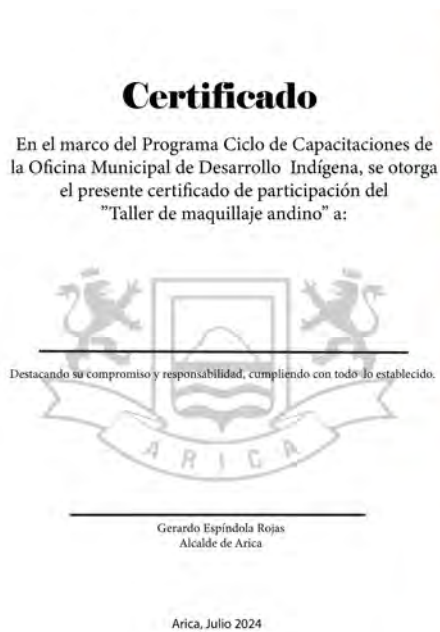 Certificado
En el marco del Programa Ciclo de Capacitaciones de
la Oficina Municipal de Desarrollo Indígena, se otorga
el presente certificado de participación del
”Taller de maquillaje andino” a:
Destacando su compromiso y responsabilidad, cumpliendo con todo lo establecido.
ARICA
Gerardo Espíndola Rojas
Alcalde de Arica
Arica, Julio 2024